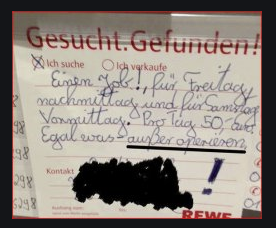 Gesucht.Gefunden!
Ich suche Ich verkaufe
Einen Job!, für Freitag
nachmittag und für Samstag
Vormittag. Pro Tag 50,-
Egal was - außer operieren
!
Kontakt
REWE